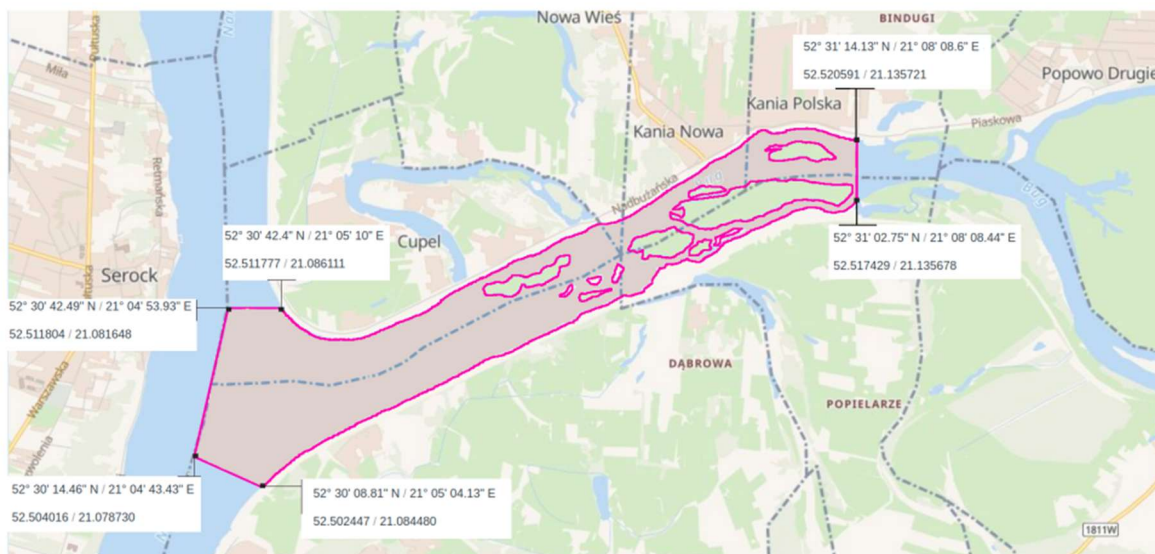 Nowa Wieś
BINDUGI
52° 31' 14.13" N / 21° 08' 08.6" E
52.520591 / 21.135721
Pułtuska
Miła
Popowo Drugie
Kania Polska
Piaskowa
Kania Nowa
Retmańska
Nadbużańska
Bug
52° 30' 42.4" N / 21° 05' 10" E
52.511777 / 21.086111
Cupel
52° 31' 02.75" N / 21° 08' 08.44" E
52.517429 / 21.135678
Serock
52° 30' 42.49" N / 21° 04' 53.93" E
52.511804 / 21.081648
DĄBROWA
Warszawska
POPIELARZE
52° 30' 14.46" N / 21° 04' 43.43" E
52.504016 / 21.078730
52° 30' 08.81" N / 21° 05' 04.13" E
52.502447 / 21.084480
1811W